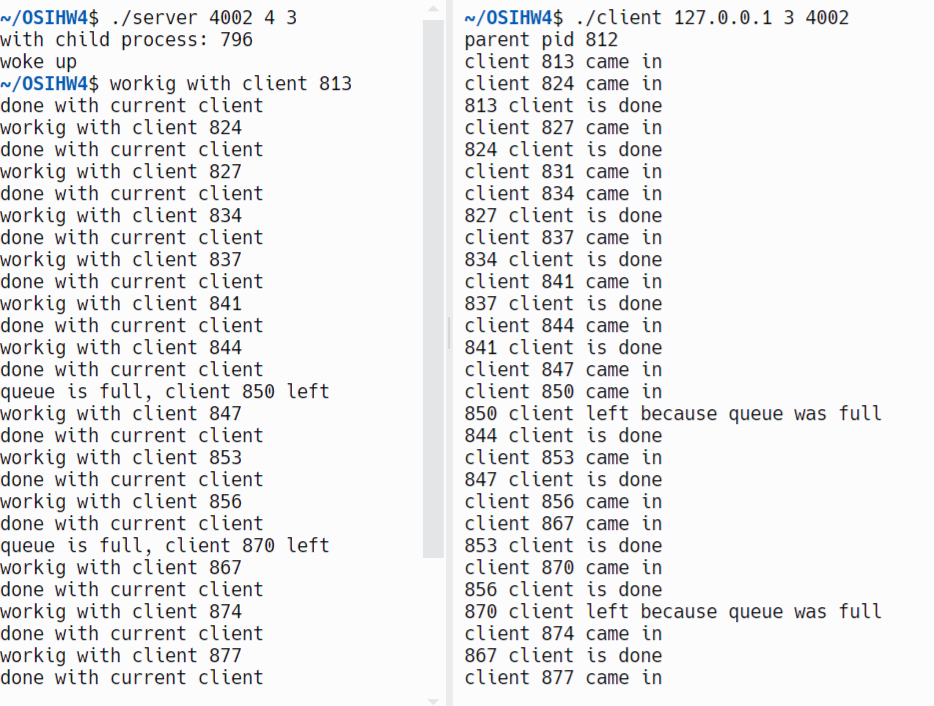 ~/OSIHW4$ ./server 4002 4 3
with child process: 796
woke up
~/OSIHW4$ workig with client 813
done with current client
workig with client 824
done with current client
workig with client 827
done with current client
workig with client 834
done with current client
workig with client 837
done with current client
workig with client 841
done with current client
workig with client 844
done with current client
queue is full, client 850 left
workig with client 847
done with current client
workig with client 853
done with current client
workig with client 856
done with current client
queue is full, client 870 left
workig with client 867
done with current client
workig with client 874
done with current client
workig with client 877
done with current client
~/OSIHW4$ ./client 127.0.0.1 3 4002
parent pid 812
client 813 came in
client 824 came in
813 client is done
client 827 came in
824 client is done
client 831 came in
client 834 came in
827 client is done
client 837 came in
834 client is done
client 841 came in
837 client is done
client 844 came in
841 client is done
client 847 came in
client 850 came in
850 client left because queue was full
844 client is done
client 853 came in
847 client is done
client 856 came in
client 867 came in
853 client is done
client 870 came in
856 client is done
870 client left because queue was full
client 874 came in
867 client is done
client 877 came in